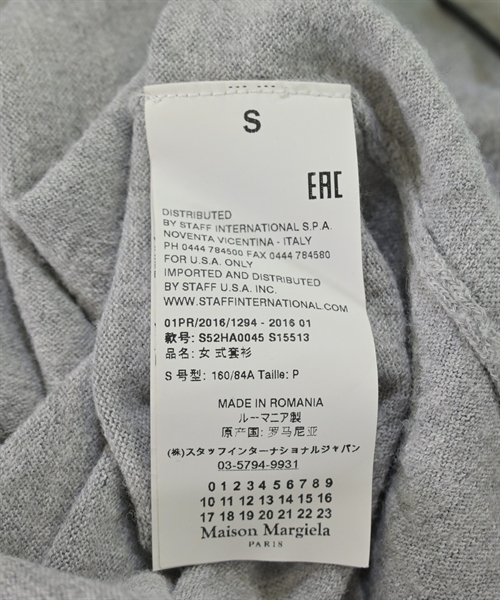 S
EAC
DISTRIBUTED
BY STAFF INTERNATIONAL S.P.A.
NOVENTA VICENTINA - ITALY
PH 0444 784500 FAX 0444 784580
FOR U.S.A. ONLY
IMPORTED AND DISTRIBUTED
BY STAFF U.S.A. INC.
WWW.STAFFINTERNATIONAL.COM
01PR/2016/1294 - 2016 01
款号: S52HA0045 S15513
品名: 女式套衫
S 号型: 160/84A Taille: P
MADE IN ROMANIA
ルーマニア製
原产国: 罗马尼亚
(株)スタッフインターナショナルジャパン
03-5794-9931
0 1 2 3 4 5 6 7 8 9
10 11 12 13 14 15 16
17 18 19 20 21 22 23
Maison Margiela
PARIS